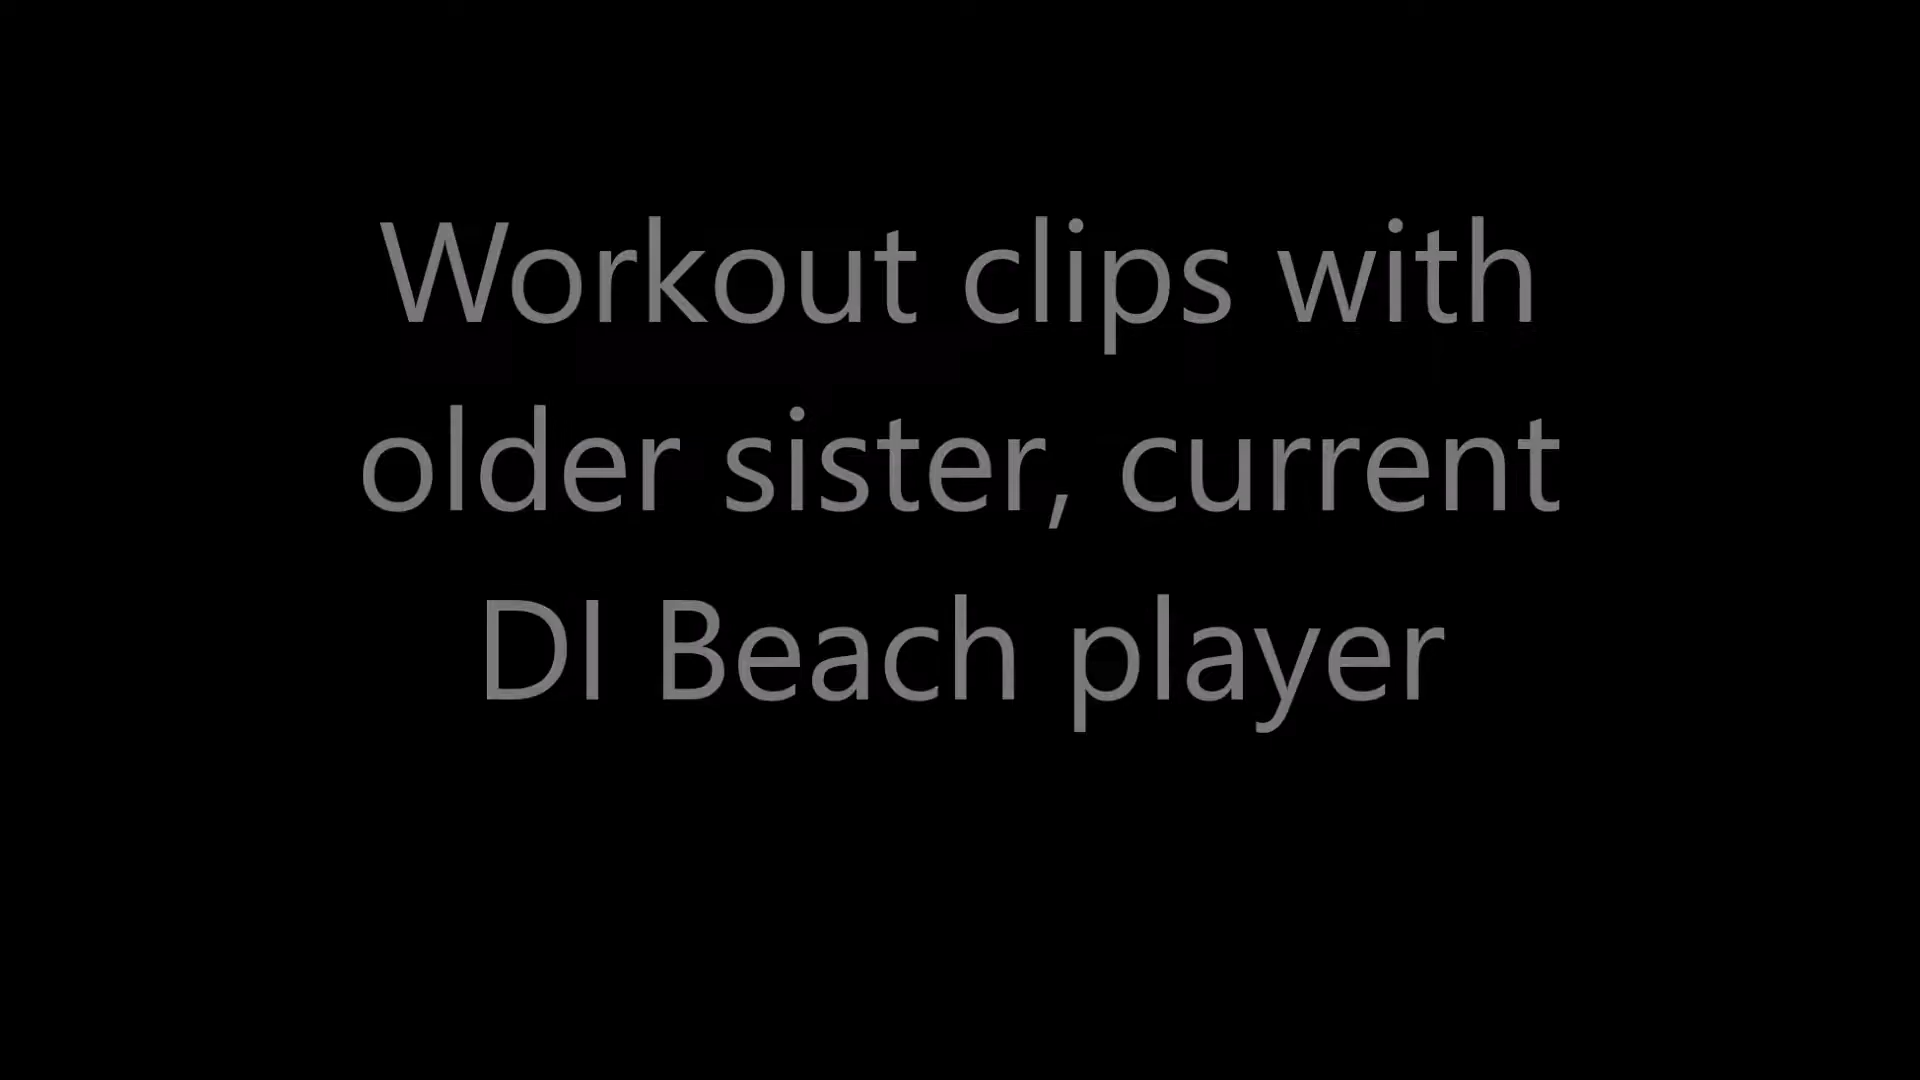 Workout clips with
older sister, current
DI Beach player